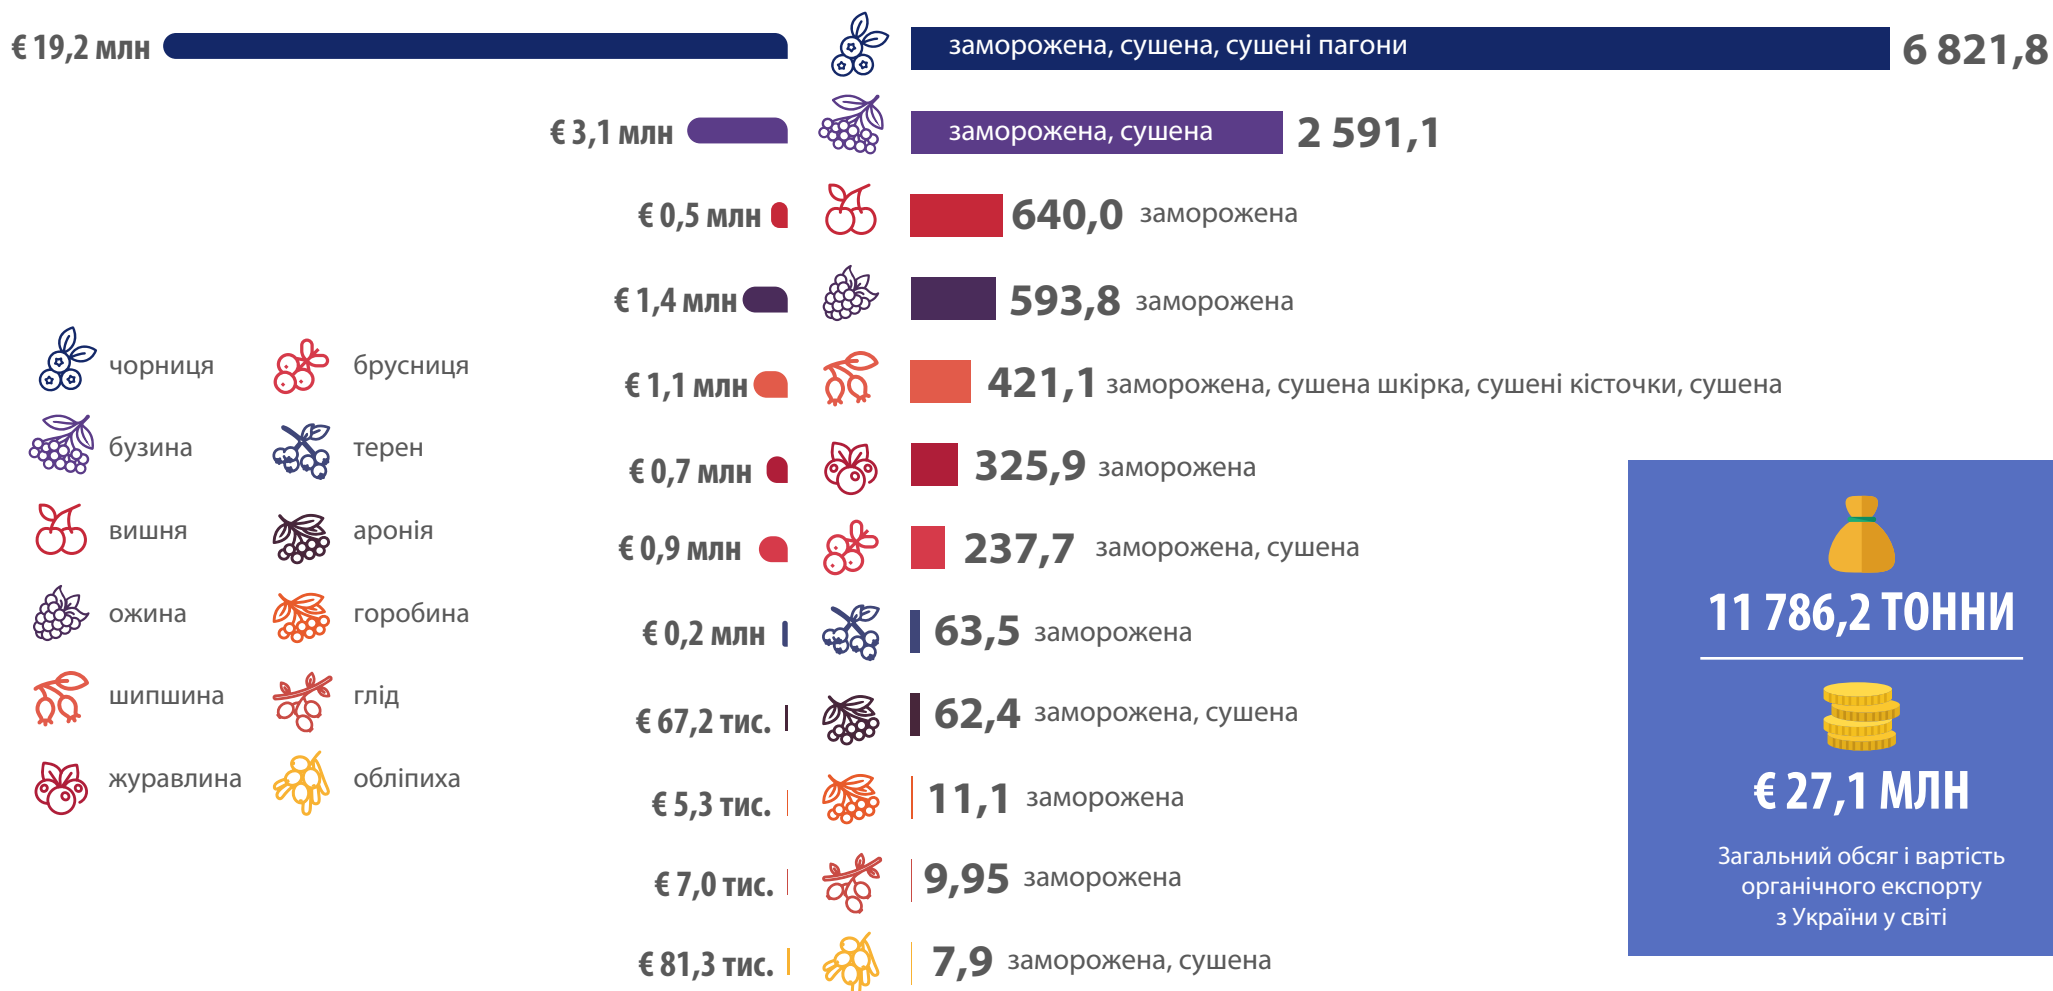 € 19,2 млн заморожена, сушена, сушені пагони 6 821,8
€ 3,1 млн заморожена, сушена 2 591,1
€ 0,5 млн 640,0 заморожена
€ 1,4 млн 593,8 заморожена
€ 1,1 млн 421,1 заморожена, сушена шкірка, сушені кісточки, сушена
€ 0,7 млн 325,9 заморожена
€ 0,9 млн 237,7 заморожена, сушена
€ 0,2 млн 63,5 заморожена
€ 67,2 тис. 62,4 заморожена, сушена
€ 5,3 тис. 11,1 заморожена
€ 7,0 тис. 9,95 заморожена
€ 81,3 тис. 7,9 заморожена, сушена
чорниця брусниця
бузина терен
вишня аронія
ожина горобина
шипшина глід
журавлина обліпиха
11 786,2 ТОННИ
€ 27,1 МЛН
Загальний обсяг і вартість
органічного експорту
з України у світі